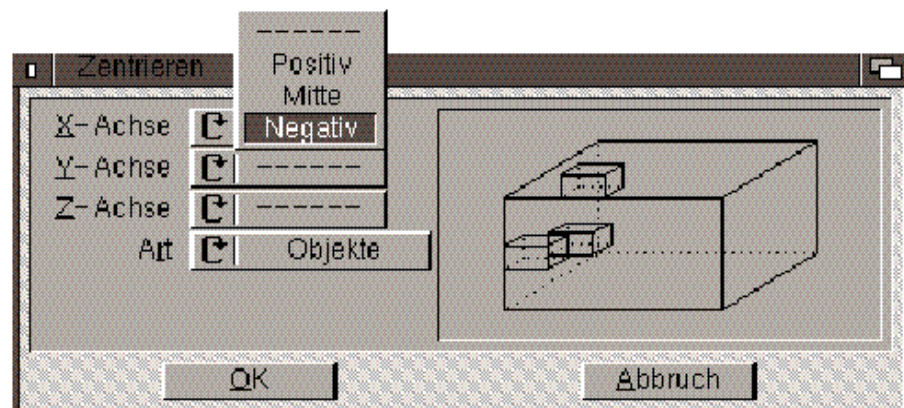 ------
Zentrieren
Positiv
Mitte
X-Achse
Negativ
Y-Achse
------
Z-Achse
------
Art
Objekte
OK
Abbruch